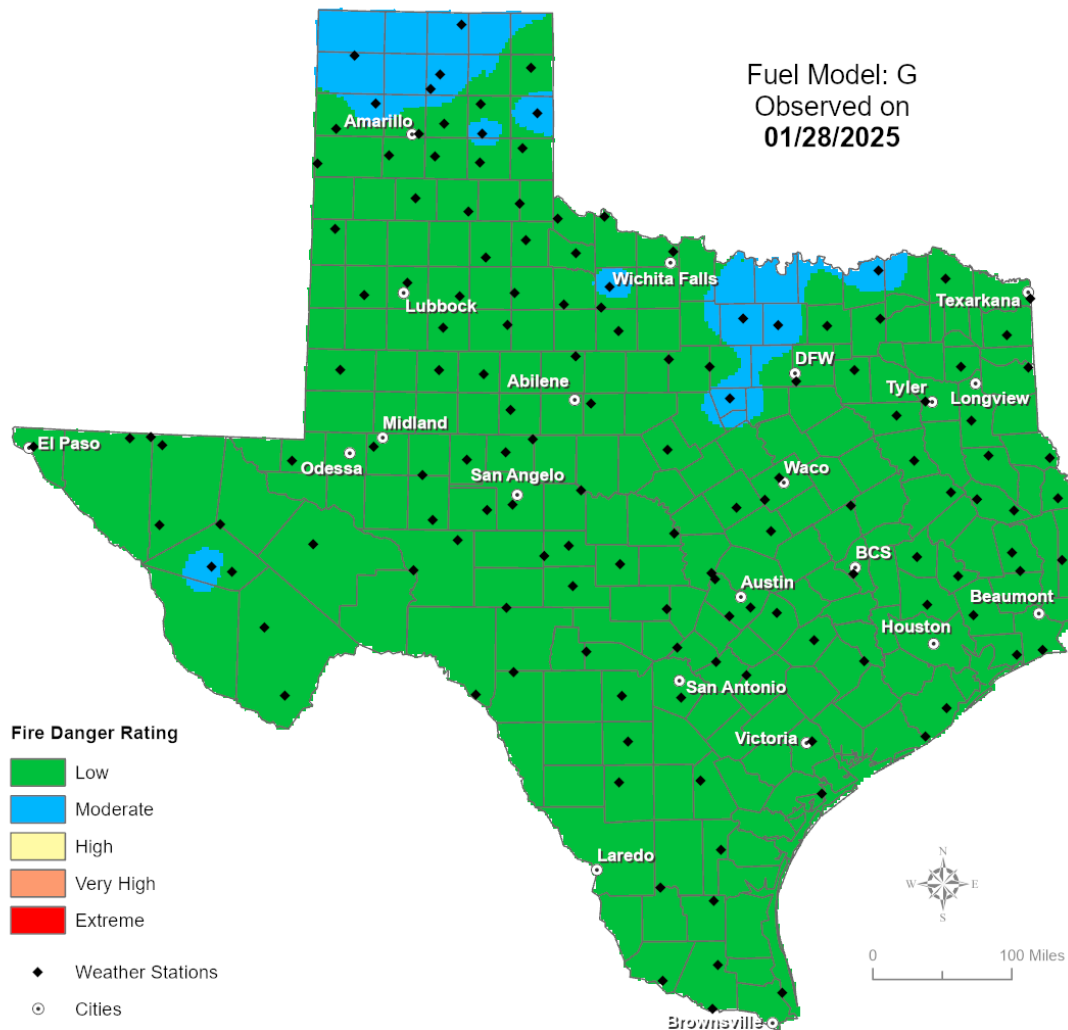 Fuel Model: G
Observed on
01/28/2025
Amarillo
Wichita Falls
Lubbock
Texarkana
DFW
Abilene
Tyler
Longview
Midland
El Paso
Odessa
San Angelo
Waco
BCS
Austin
Beaumont
Houston
San Antonio
Victoria
Laredo
Brownsville
Fire Danger Rating
Low
Moderate
High
Very High
Extreme
Weather Stations
Cities
N
W E
S
0 100 Miles